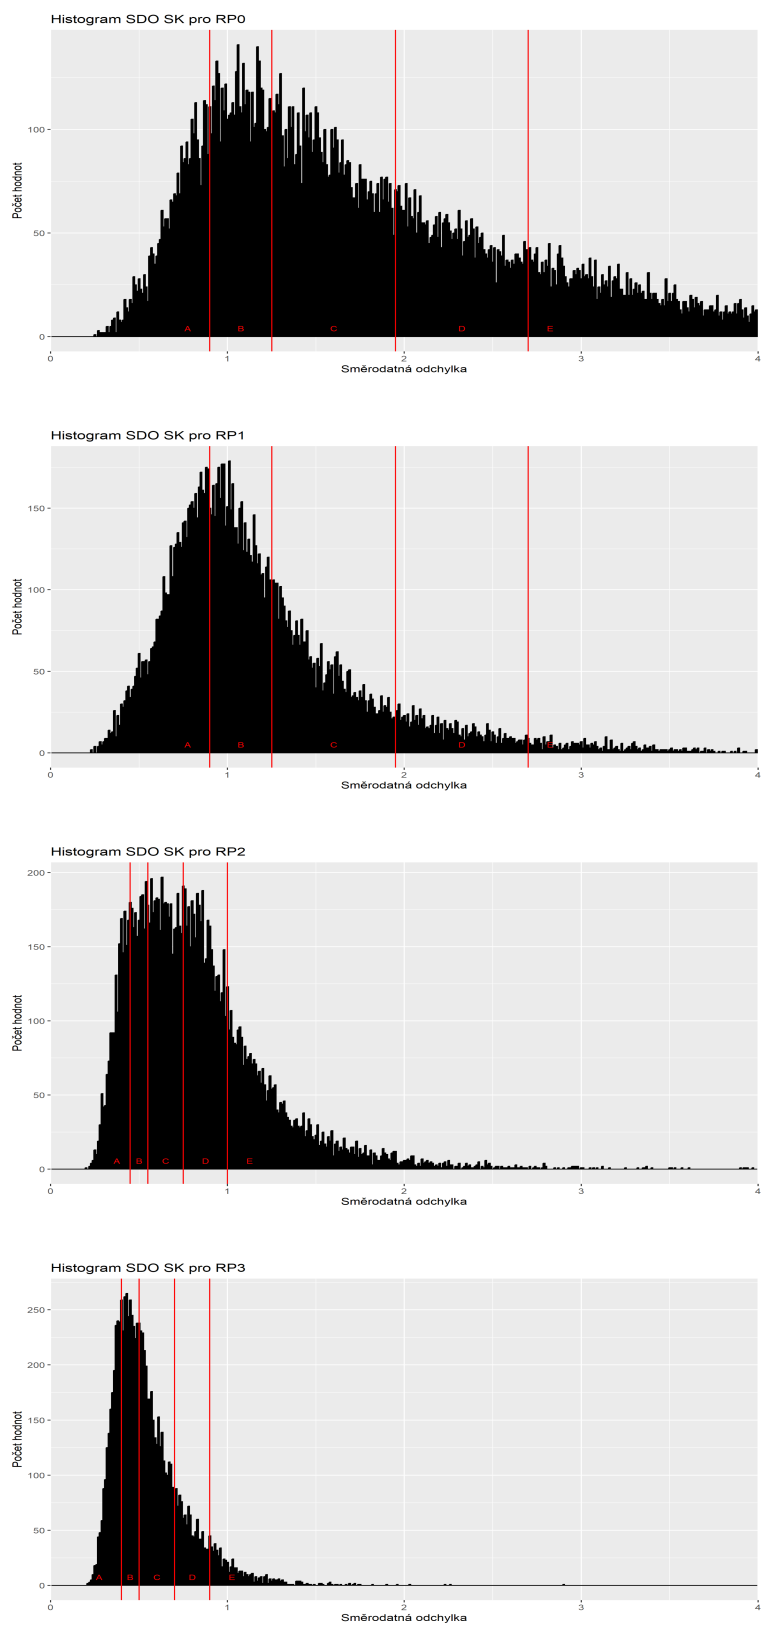 Histogram SDO SK pro RP0
Počet hodnot
100
50
0
A B C D E
0 1 2 3 4
Směrodatná odchylka
Histogram SDO SK pro RP1
Počet hodnot
150
100
50
0
A B C D E
0 1 2 3 4
Směrodatná odchylka
Histogram SDO SK pro RP2
Počet hodnot
200
150
100
50
0
A B C D E
0 1 2 3 4
Směrodatná odchylka
Histogram SDO SK pro RP3
Počet hodnot
250
200
150
100
50
0
A B C D E
0 1 2 3 4
Směrodatná odchylka